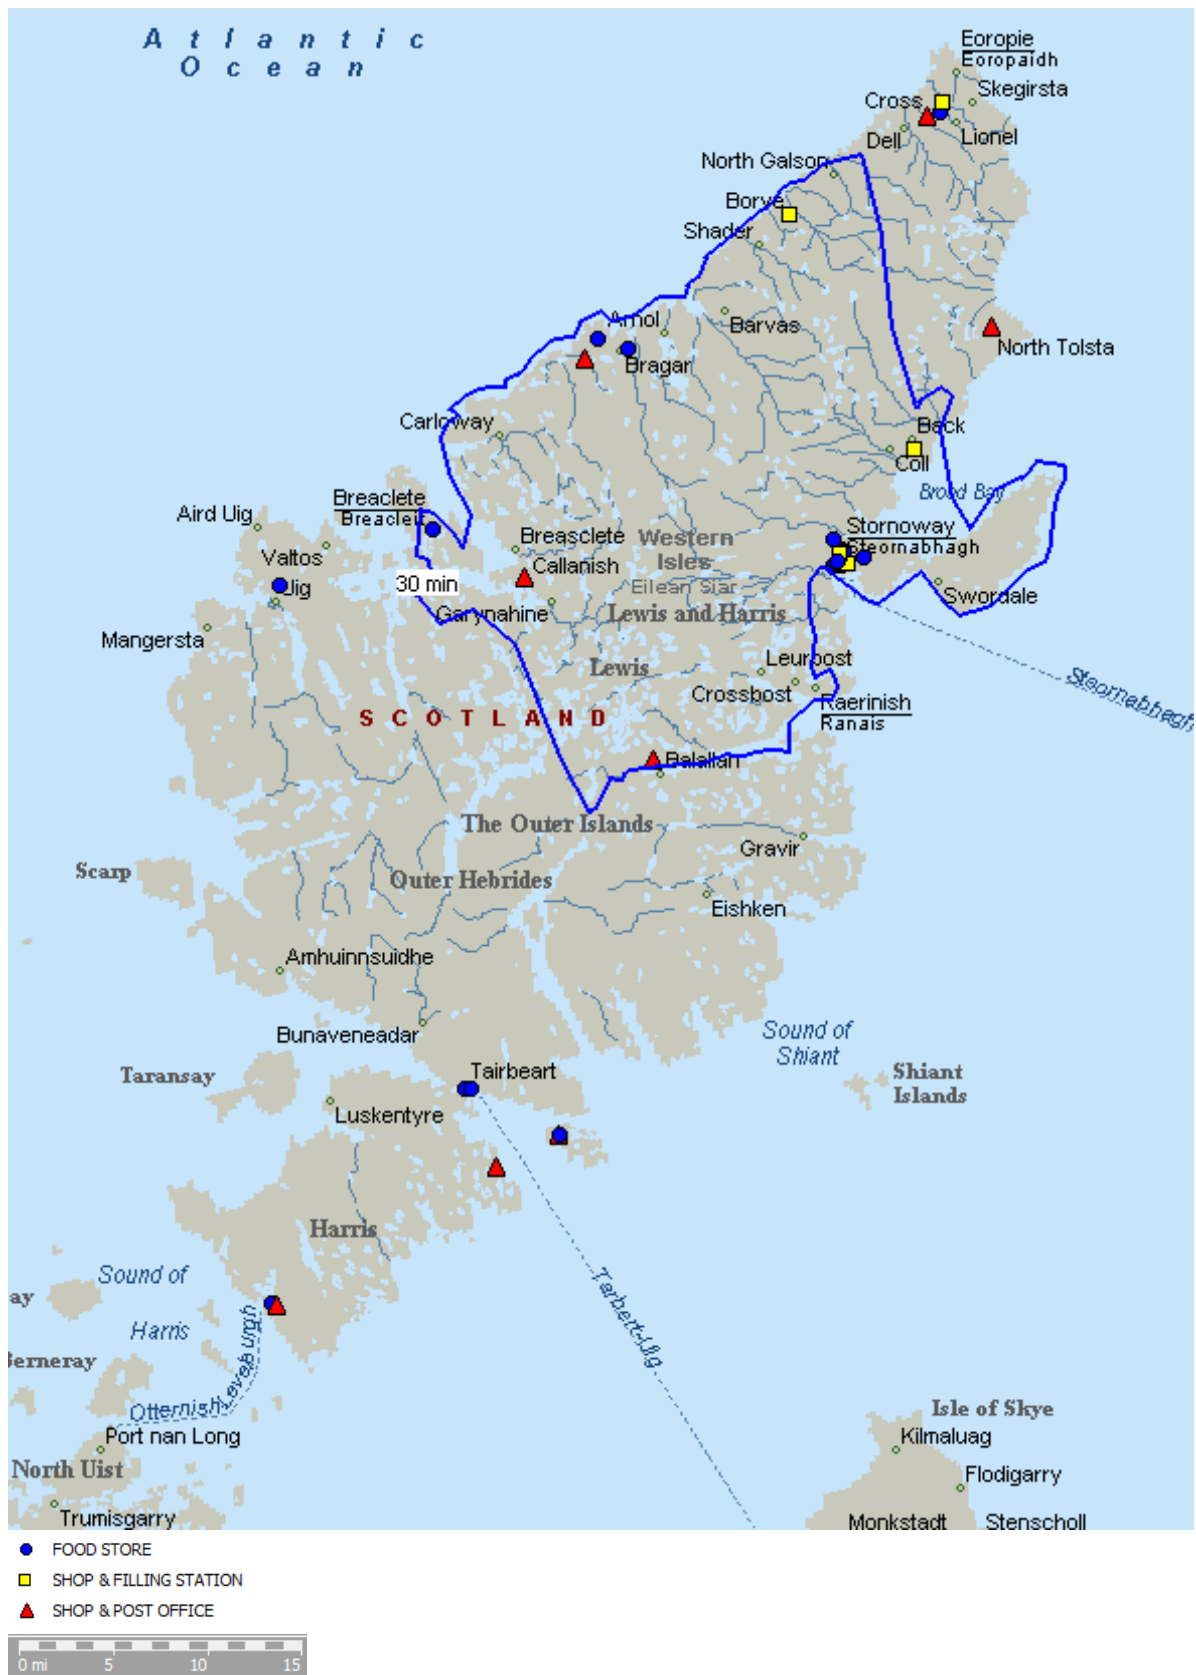 Atlantic
Ocean
Eoropie
Eoropaidh
Skegirsta
Cross
Lionel
Dell
North Galson
Borve
Shader
Arnol
Barvas
North Tolsta
Bragar
Carloway
Back
Coll
Broad Bay
Breaclete
Breacleit
Aird Uig
Stornoway
Steornabhagh
Western
Isles
Breasclete
Valtos
Callanish
Eilean Siar
30 min
Uig
Swordale
Garynahine
Lewis and Harris
Mangersta
Leurbost
Lewis
Crossbost
Raerinish
Ranais
SCOTLAND
Balallan
The Outer Islands
Gravir
Scarp
Outer Hebrides
Eishken
Amhuinnsuidhe
Bunaveneadar
Sound of
Shiant
Taransay
Tairbeart
Shiant
Islands
Luskentyre
Harris
Sound of
Harris
ay
Tarbert-Uig
Berneray
Otternish-Leverburgh
Port nan Long
Isle of Skye
Kilmaluag
North Uist
Flodigarry
Trumisgarry
Monkstadt
Stenscholl
FOOD STORE
SHOP & FILLING STATION
SHOP & POST OFFICE
0 mi 5 10 15